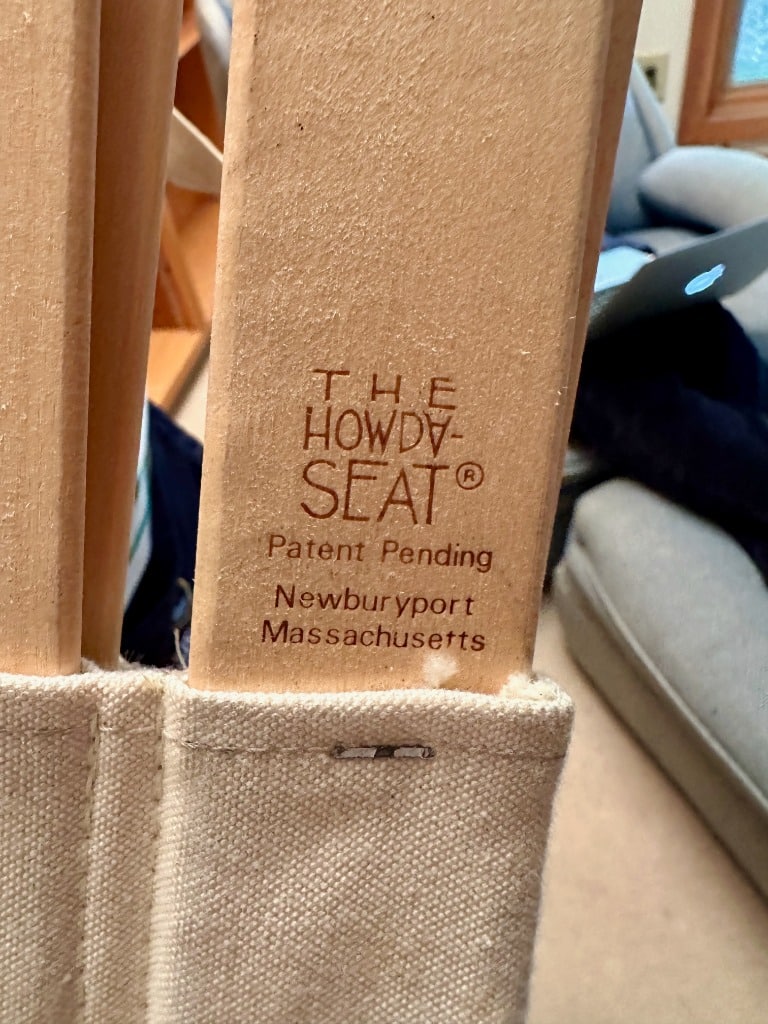 THE
HOWDA-
SEAT®
Patent Pending
Newburyport
Massachusetts